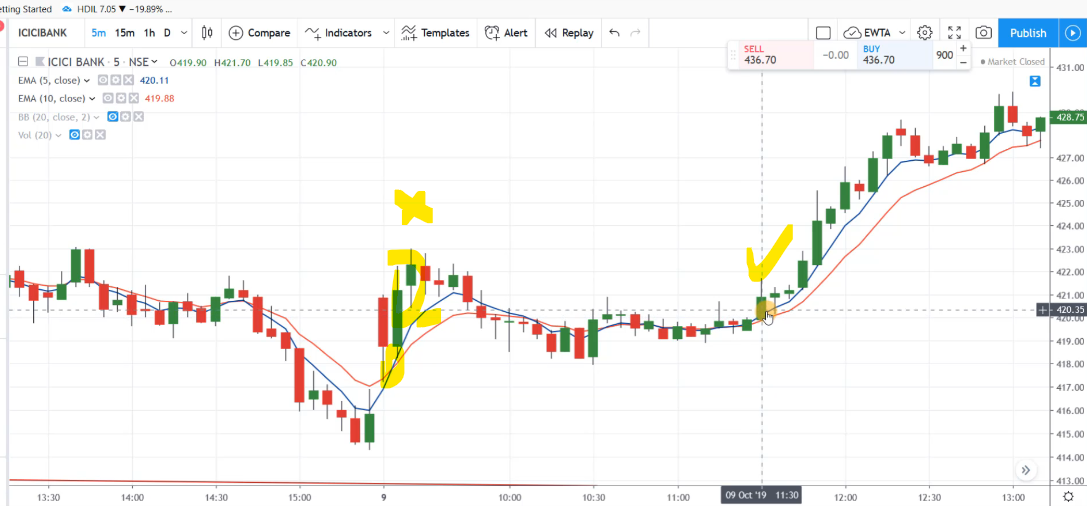 etting Started HDIL 7.05 ▼ −19.89% ...
ICICIBANK 5m 15m 1h D Compare Indicators Templates Alert Replay EWTA Publish
SELL 436.70 −0.00 BUY 436.70 900 + −
ICICI BANK · 5 · NSE O419.90 H421.70 L419.85 C420.90
Market Closed
EMA (5, close) 420.11
EMA (10, close) 419.88
BB (20, close, 2)
Vol (20)
431.00
428.75
427.00
426.00
425.00
424.00
423.00
422.00
421.00
420.35
420.00
419.00
418.00
417.00
416.00
415.00
414.00
413.00
13:30 14:00 14:30 15:00 9 10:00 10:30 11:00 09 Oct '19 11:30 12:00 12:30 13:00